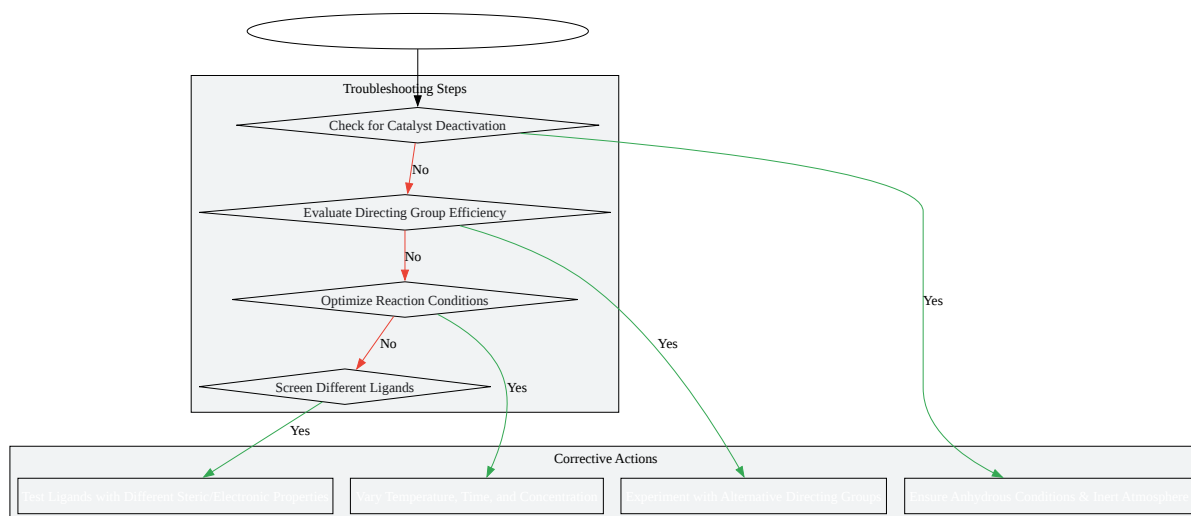 Troubleshooting Steps
Check for Catalyst Deactivation
No
Evaluate Directing Group Efficiency
No
Optimize Reaction Conditions
No
Yes
Yes
Screen Different Ligands
Yes
Yes
Corrective Actions
Test Ligands with Different Steric/Electronic Properties
Vary Temperature, Time, and Concentration
Experiment with Alternative Directing Groups
Ensure Anhydrous Conditions & Inert Atmosphere